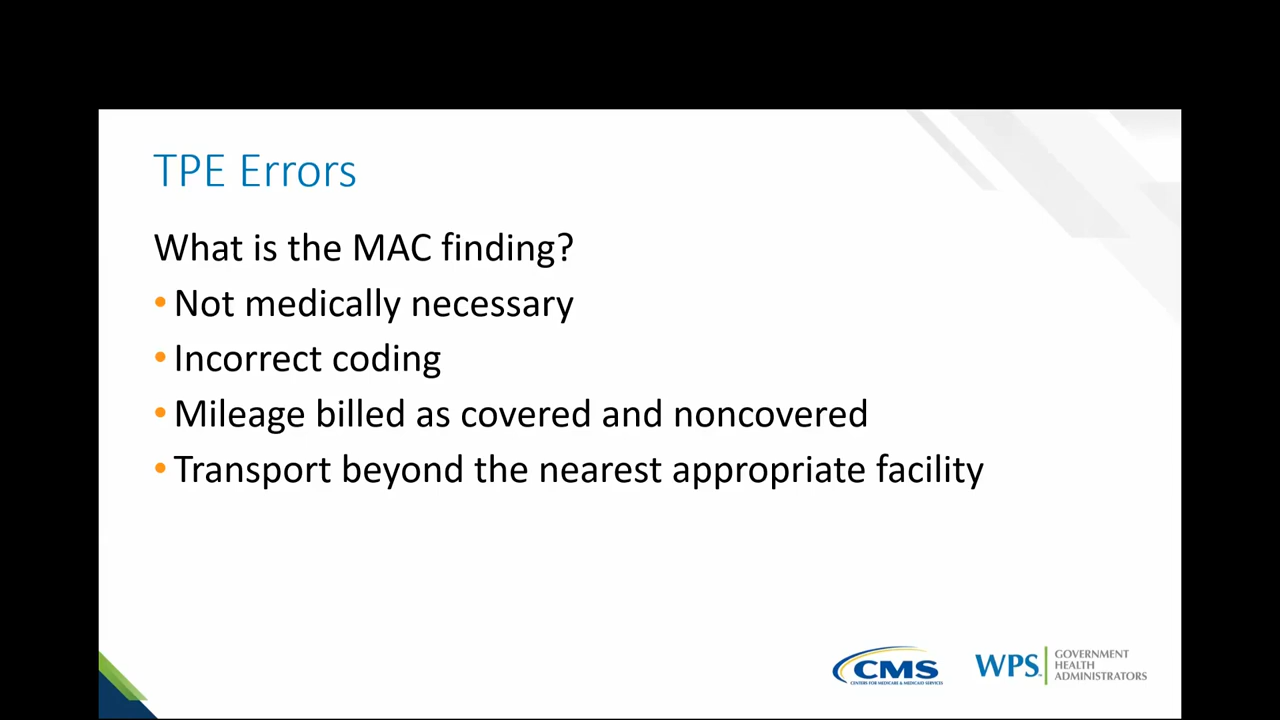 TPE Errors
What is the MAC finding?
• Not medically necessary
• Incorrect coding
• Mileage billed as covered and noncovered
• Transport beyond the nearest appropriate facility
CMS
CENTERS FOR MEDICARE & MEDICAID SERVICES
WPS
GOVERNMENT
HEALTH
ADMINISTRATORS